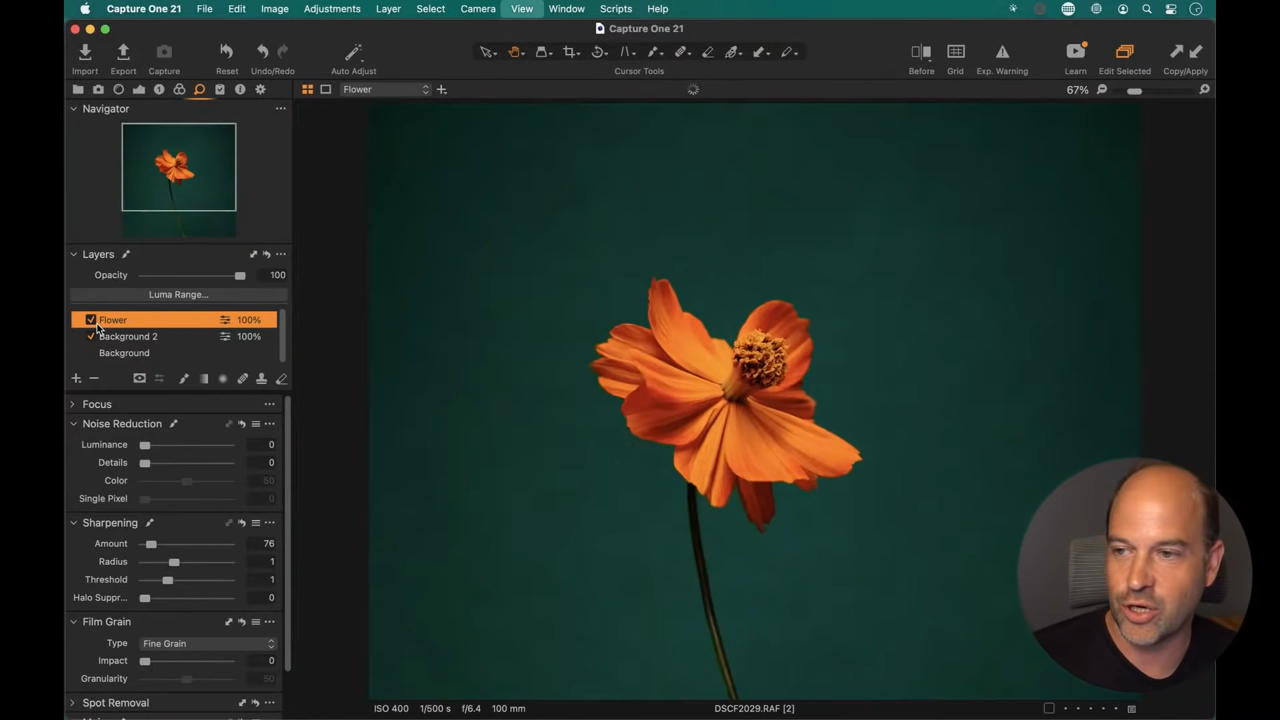 Capture One 21 File Edit Image Adjustments Layer Select Camera View Window Scripts Help
Capture One 21
Import Export Capture Reset Undo/Redo Auto Adjust Cursor Tools Before Grid Exp. Warning Learn Edit Selected Copy/Apply
Flower 67%
Navigator
Layers
Opacity 100
Luma Range...
Flower 100%
Background 2 100%
Background
Focus
Noise Reduction
Luminance 0
Details 0
Color 50
Single Pixel 0
Sharpening
Amount 76
Radius 1
Threshold 1
Halo Suppr... 0
Film Grain
Type Fine Grain
Impact 0
Granularity 50
Spot Removal
ISO 400 1/500 s f/6.4 100 mm DSCF2029.RAF [2]